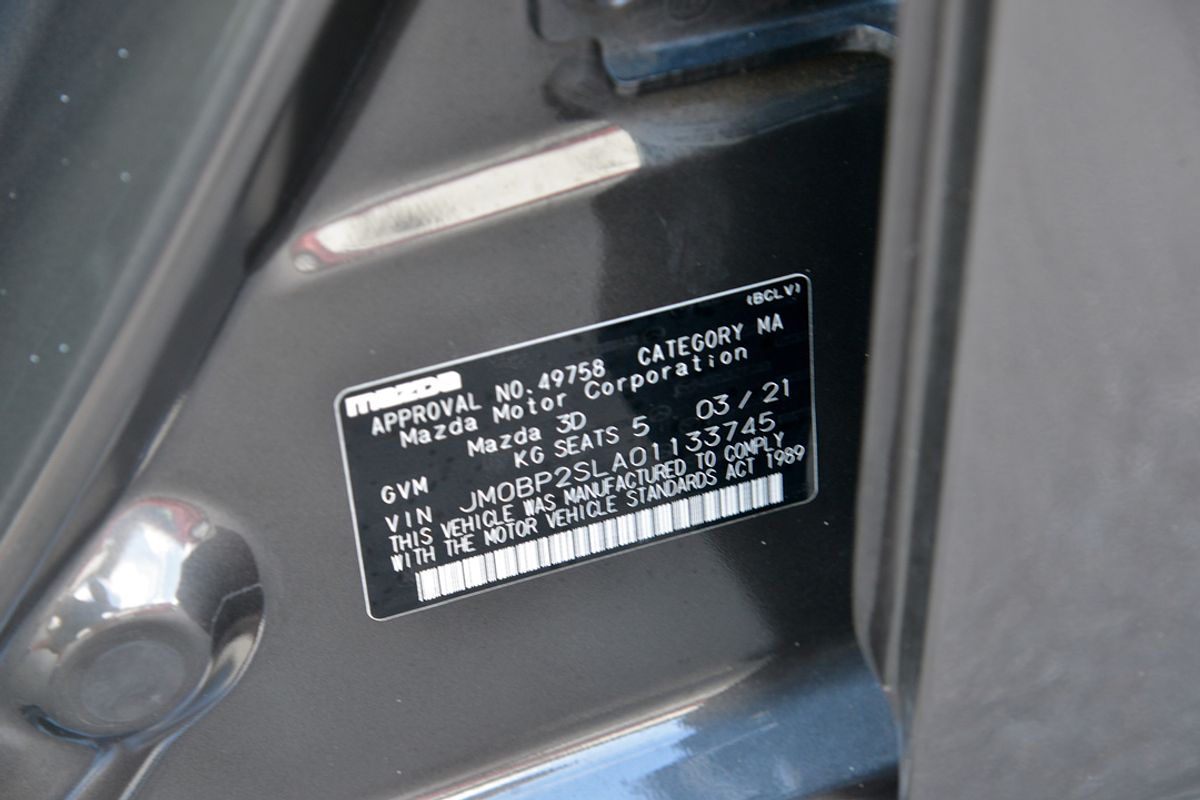 (BCLV)
mazda
APPROVAL NO.49758 CATEGORY MA
Mazda Motor Corporation
Mazda 3D 03/21
GVM KG SEATS 5
VIN JM0BP2SLA01133745
THIS VEHICLE WAS MANUFACTURED TO COMPLY
WITH THE MOTOR VEHICLE STANDARDS ACT 1989